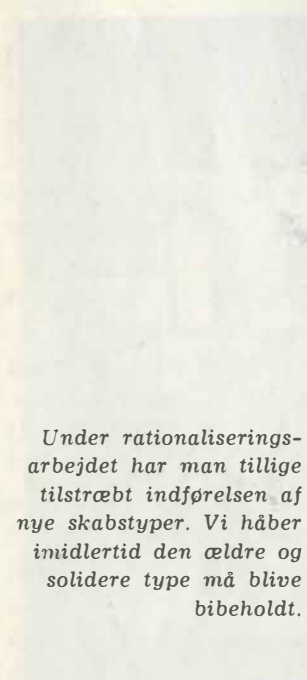 Under rationaliserings-
arbejdet har man tillige
tilstræbt indførelsen af
nye skabstyper. Vi håber
imidlertid den ældre og
solidere type må blive
bibeholdt.